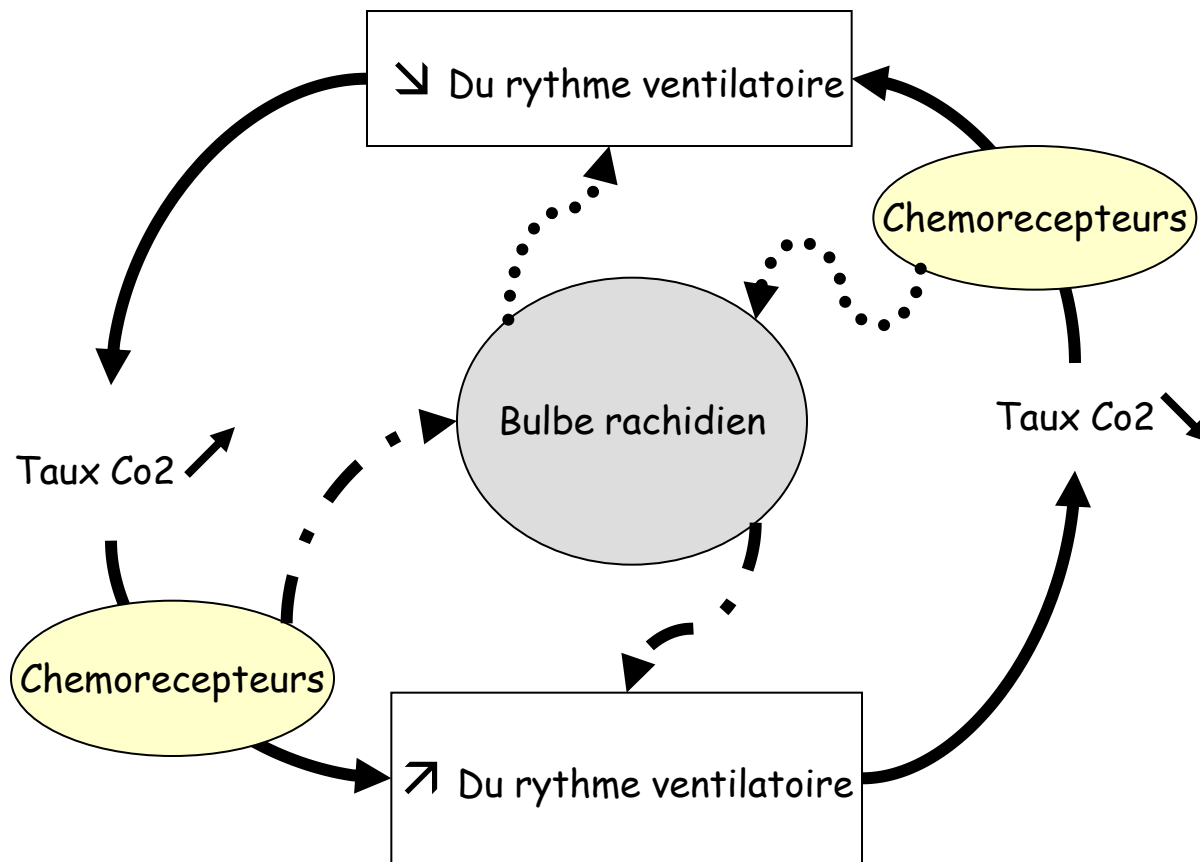 ↘ Du rythme ventilatoire
Chemorecepteurs
Bulbe rachidien
Taux Co2
Taux Co2
Chemorecepteurs
↗ Du rythme ventilatoire